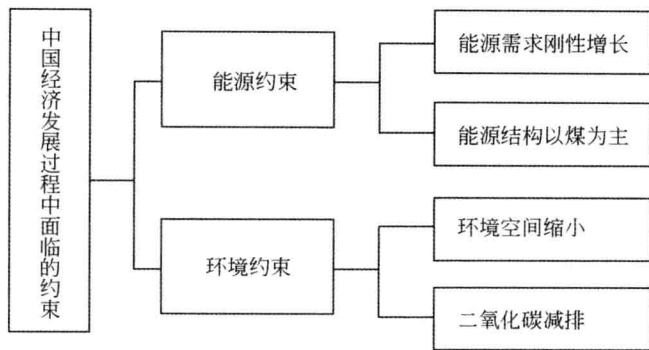 中国经济发展过程中面临的约束
能源约束
能源需求刚性增长
能源结构以煤为主
环境约束
环境空间缩小
二氧化碳减排